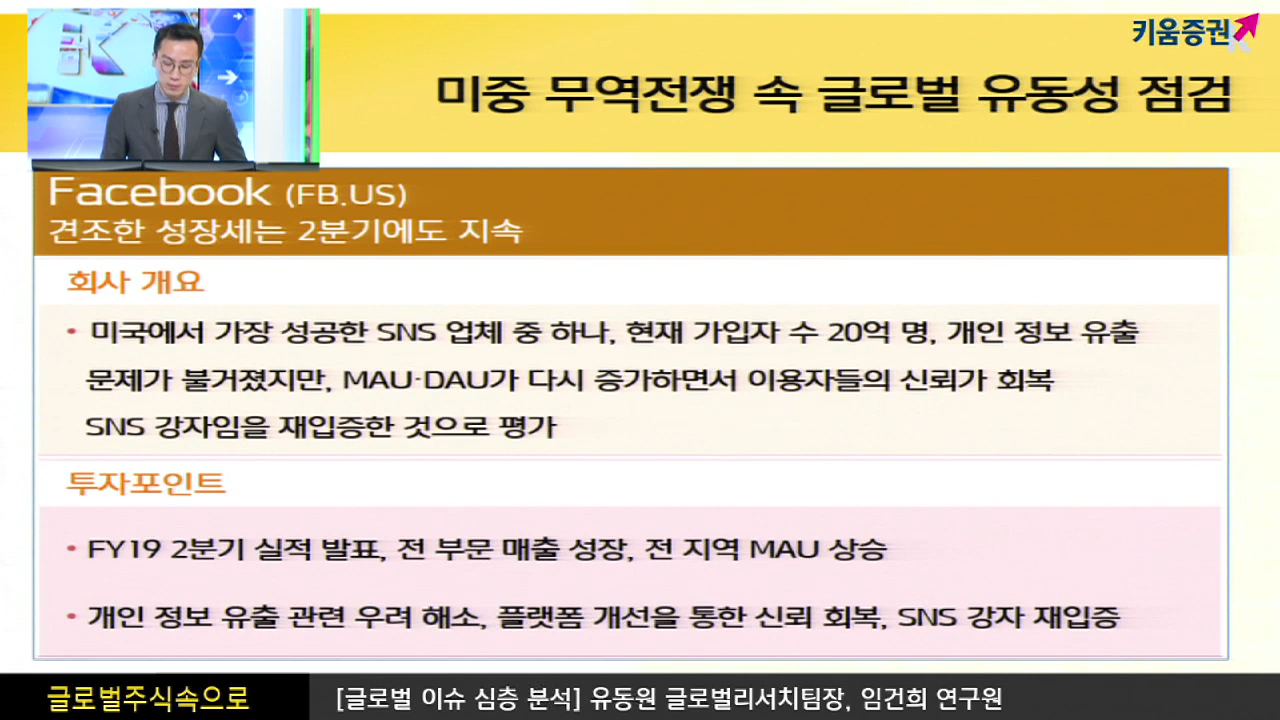 키움증권
미중 무역전쟁 속 글로벌 유동성 점검
Facebook (FB.US)
견조한 성장세는 2분기에도 지속
회사 개요
• 미국에서 가장 성공한 SNS 업체 중 하나, 현재 가입자 수 20억 명, 개인 정보 유출
문제가 불거졌지만, MAU·DAU가 다시 증가하면서 이용자들의 신뢰가 회복
SNS 강자임을 재입증한 것으로 평가
투자포인트
• FY19 2분기 실적 발표, 전 부문 매출 성장, 전 지역 MAU 상승
• 개인 정보 유출 관련 우려 해소, 플랫폼 개선을 통한 신뢰 회복, SNS 강자 재입증
글로벌주식속으로
[글로벌 이슈 심층 분석] 유동원 글로벌리서치팀장, 임건희 연구원